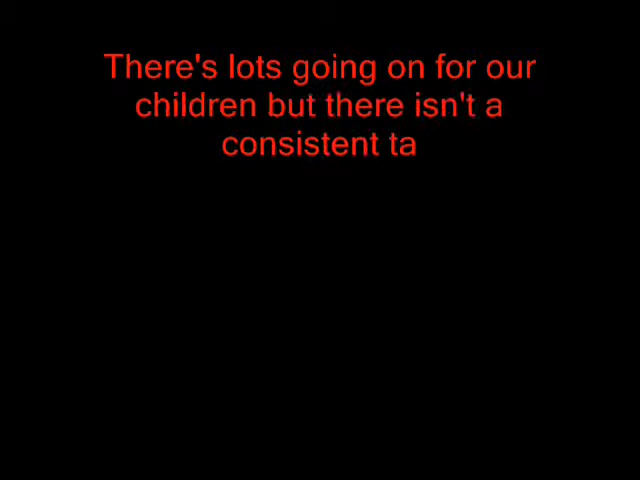 There's lots going on for our
children but there isn't a
consistent ta